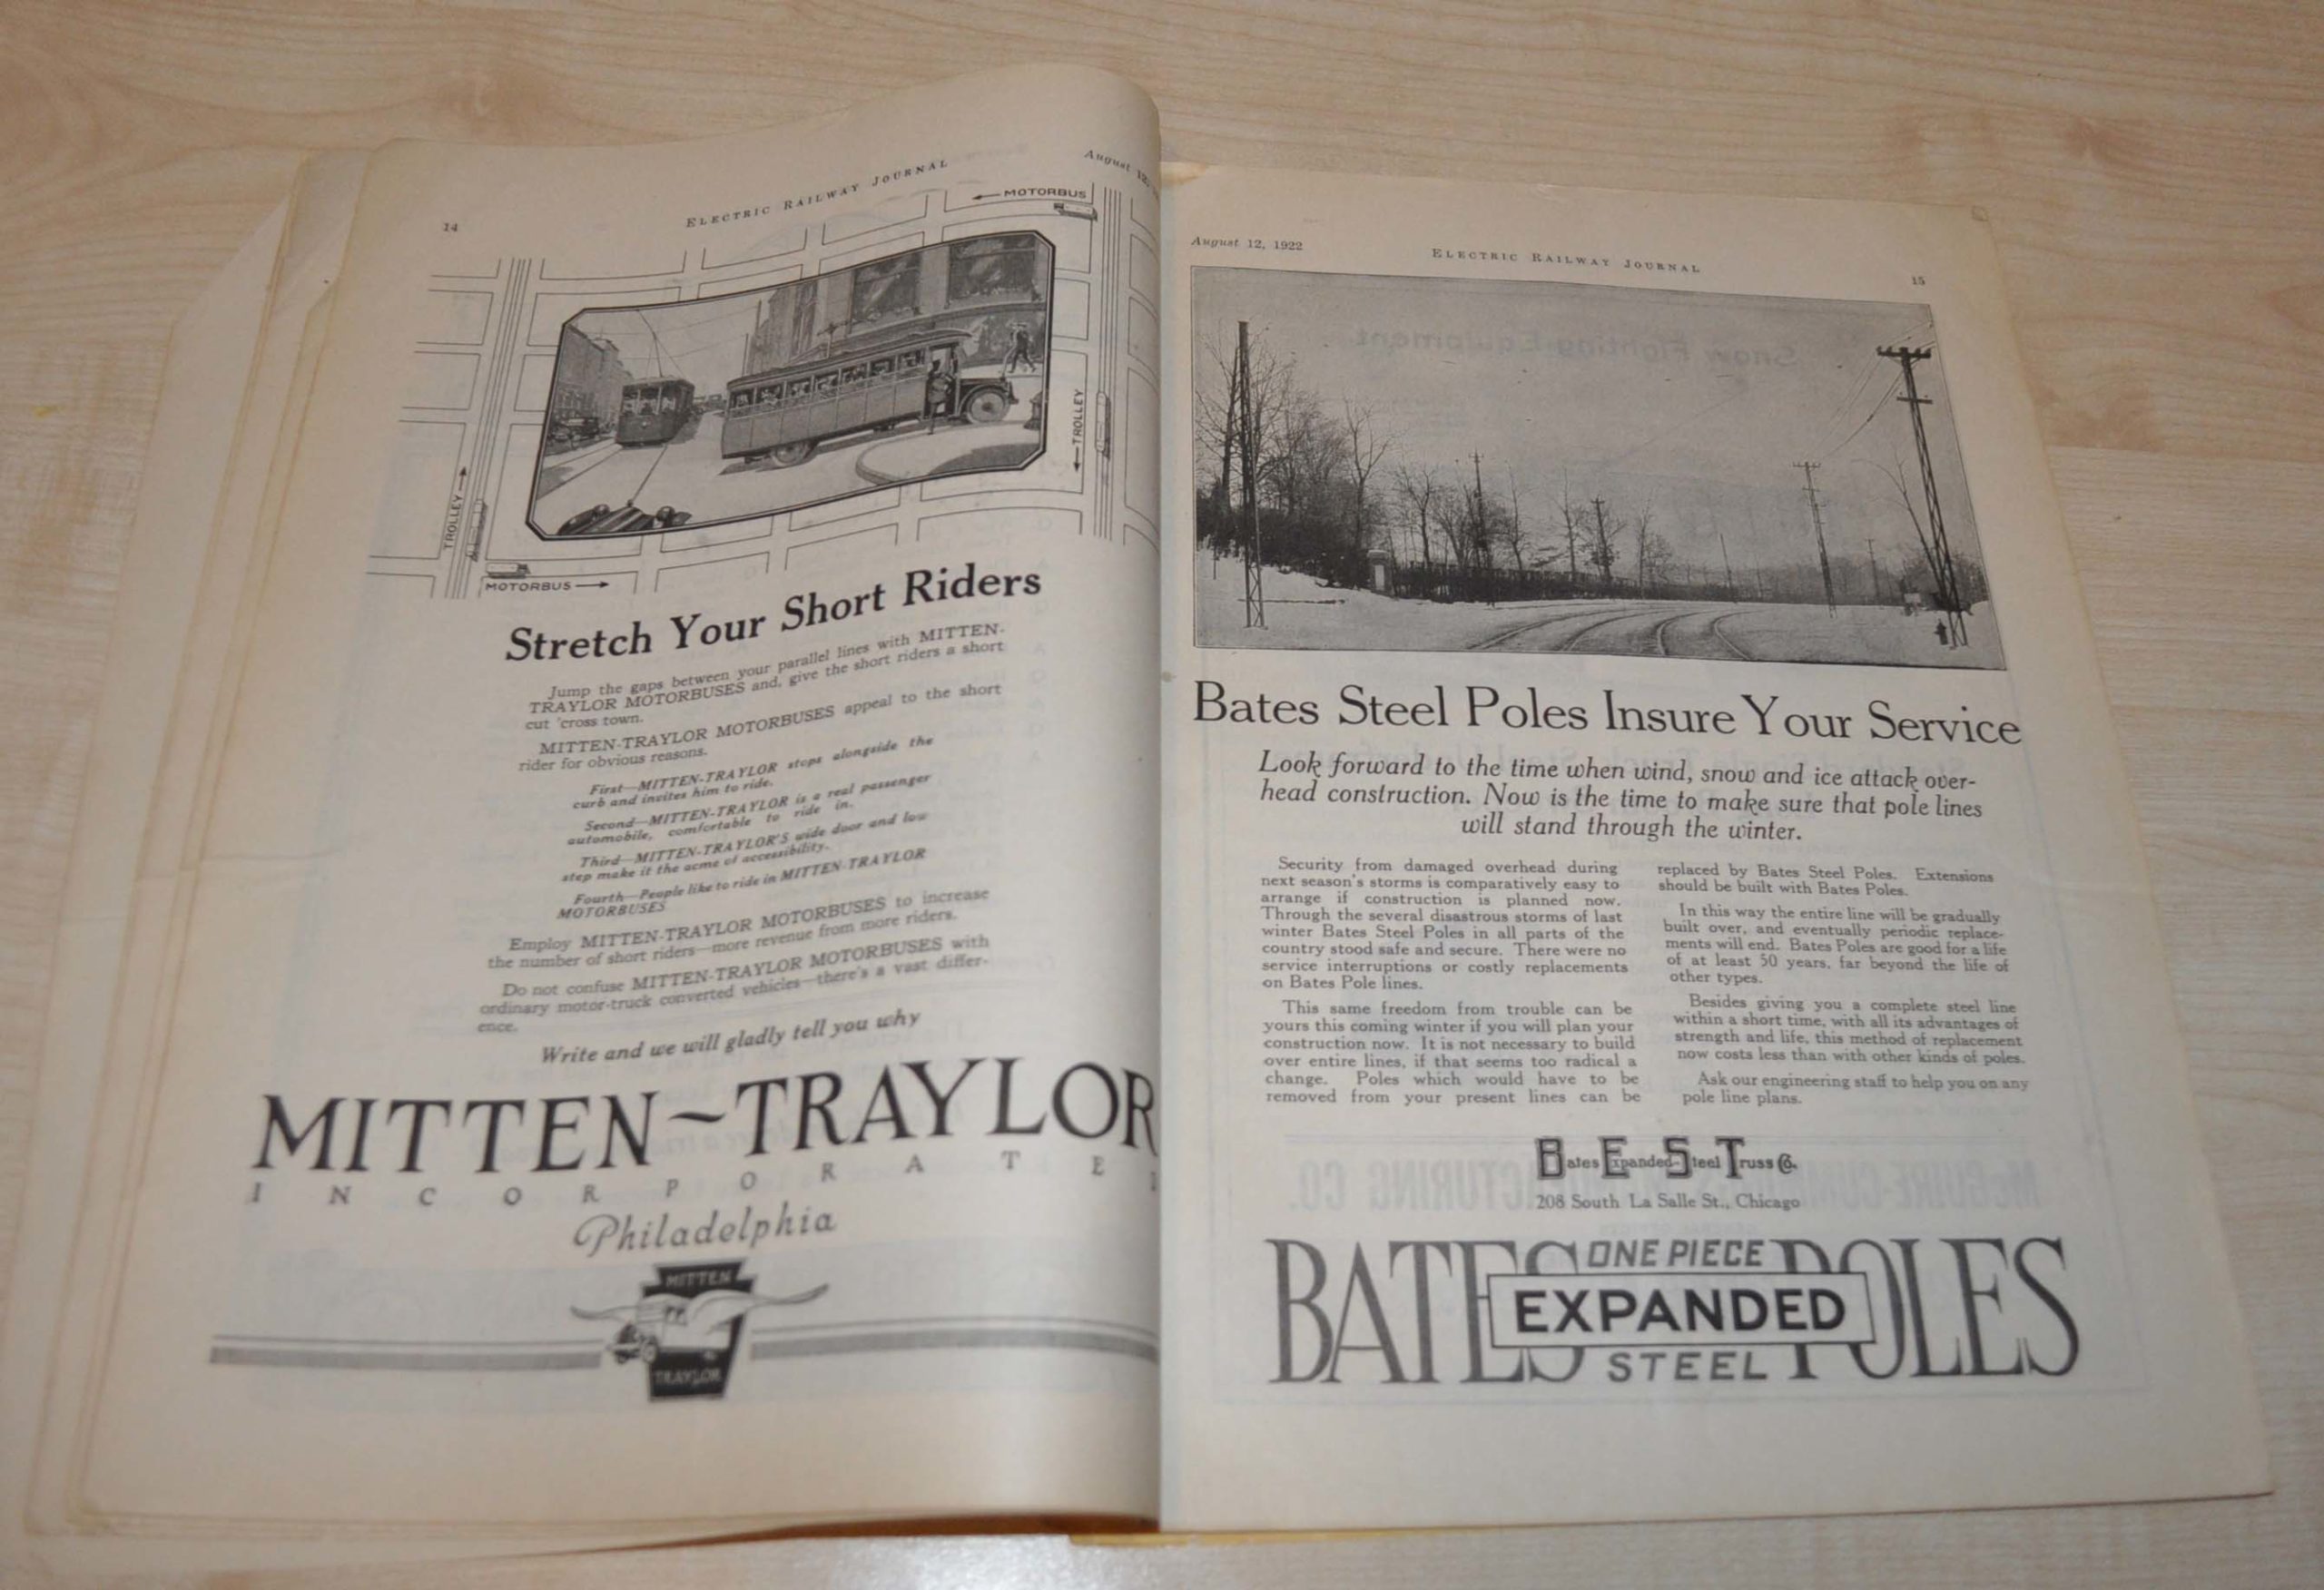 14
ELECTRIC RAILWAY JOURNAL
August 12,
MOTORBUS
TROLLEY
TROLLEY
MOTORBUS
Stretch Your Short Riders
Jump the gaps between your parallel lines with MITTEN-
TRAYLOR MOTORBUSES and, give the short riders a short
cut 'cross town.
MITTEN-TRAYLOR MOTORBUSES appeal to the short
rider for obvious reasons.
First—MITTEN-TRAYLOR stops alongside the
curb and invites him to ride.
Second—MITTEN-TRAYLOR is a real passenger
automobile, comfortable to ride in.
Third—MITTEN-TRAYLOR'S wide door and low
step make it the acme of accessibility.
Fourth—People like to ride in MITTEN-TRAYLOR
MOTORBUSES
Employ MITTEN-TRAYLOR MOTORBUSES to increase
the number of short riders—more revenue from more riders.
Do not confuse MITTEN-TRAYLOR MOTORBUSES with
ordinary motor-truck converted vehicles—there's a vast differ-
ence.
Write and we will gladly tell you why
MITTEN~TRAYLOR
INCORPORATE
Philadelphia
MITTEN
TRAYLOR
August 12, 1922
ELECTRIC RAILWAY JOURNAL
15
Bates Steel Poles Insure Your Service
Look forward to the time when wind, snow and ice attack over-
head construction. Now is the time to make sure that pole lines
will stand through the winter.
Security from damaged overhead during
next season's storms is comparatively easy to
arrange if construction is planned now.
Through the several disastrous storms of last
winter Bates Steel Poles in all parts of the
country stood safe and secure. There were no
service interruptions or costly replacements
on Bates Pole lines.
This same freedom from trouble can be
yours this coming winter if you will plan your
construction now. It is not necessary to build
over entire lines, if that seems too radical a
change. Poles which would have to be
removed from your present lines can be
replaced by Bates Steel Poles. Extensions
should be built with Bates Poles.
In this way the entire line will be gradually
built over, and eventually periodic replace-
ments will end. Bates Poles are good for a life
of at least 50 years, far beyond the life of
other types.
Besides giving you a complete steel line
within a short time, with all its advantages of
strength and life, this method of replacement
now costs less than with other kinds of poles.
Ask our engineering staff to help you on any
pole line plans.
Bates Expanded Steel Truss Co.
208 South La Salle St., Chicago
BATES ONE PIECE POLES
EXPANDED
STEEL